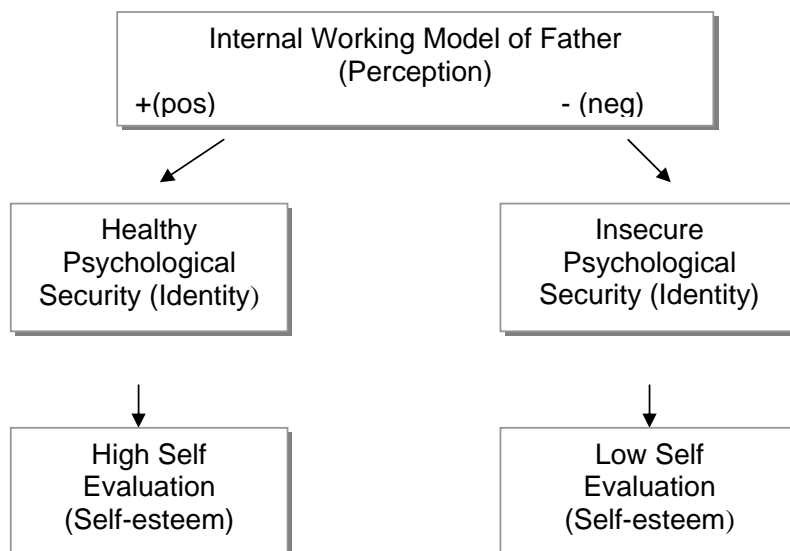 Internal Working Model of Father
(Perception)
+(pos) - (neg)
Healthy
Psychological
Security (Identity)
Insecure
Psychological
Security (Identity)
High Self
Evaluation
(Self-esteem)
Low Self
Evaluation
(Self-esteem)